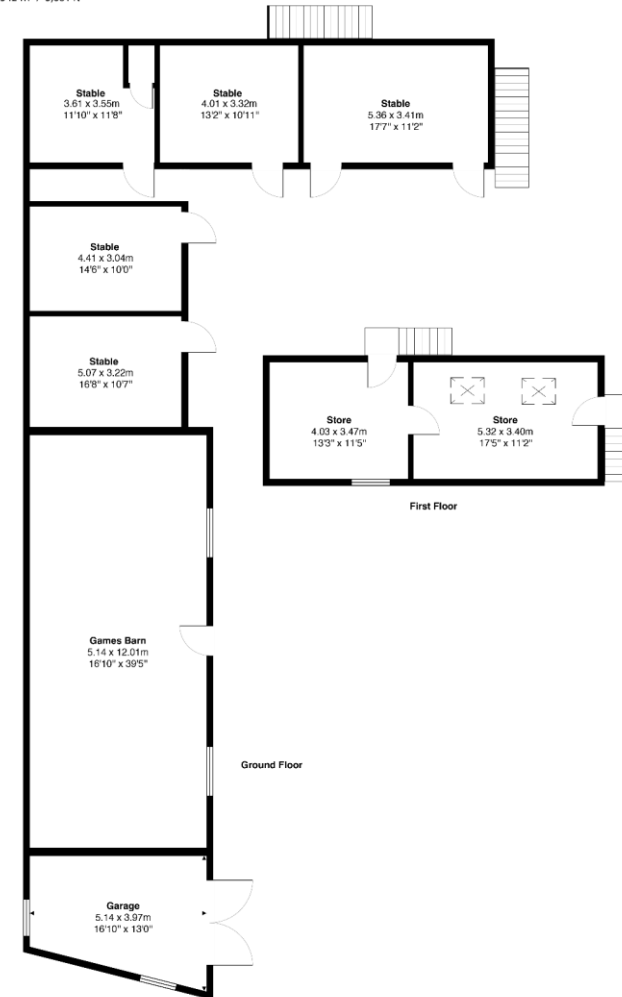 Stable
3.61 x 3.55m
11'10" x 11'8"
Stable
4.01 x 3.32m
13'2" x 10'11"
Stable
5.36 x 3.41m
17'7" x 11'2"
Stable
4.41 x 3.04m
14'6" x 10'0"
Stable
5.07 x 3.22m
16'8" x 10'7"
Store
4.03 x 3.47m
13'3" x 11'5"
Store
5.32 x 3.40m
17'5" x 11'2"
First Floor
Games Barn
5.14 x 12.01m
16'10" x 39'5"
Ground Floor
Garage
5.14 x 3.97m
16'10" x 13'0"